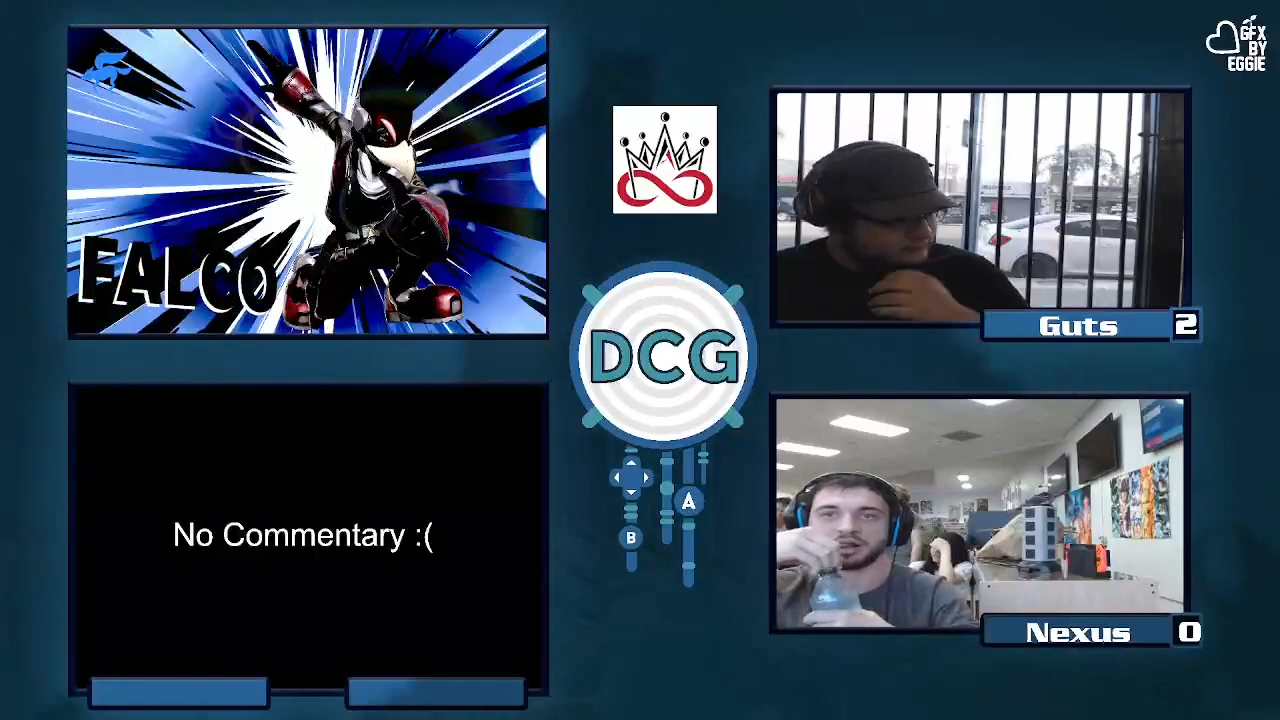 GFX
BY
EGGIE
FALCO
A
DCG
Guts 2
A
B
No Commentary :(
Nexus 0